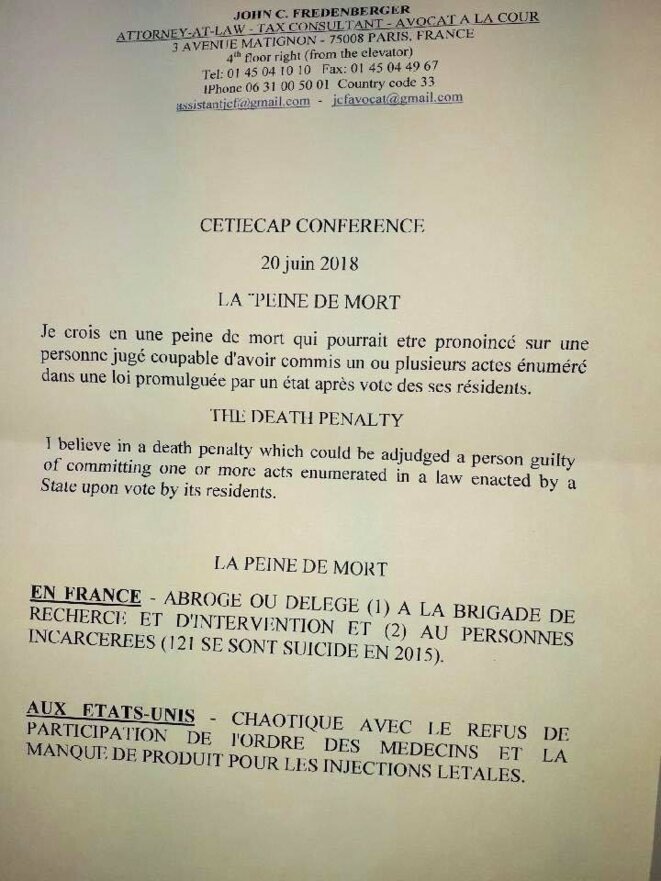 JOHN C. FREDENBERGER
ATTORNEY-AT-LAW - TAX CONSULTANT - AVOCAT A LA COUR
3 AVENUE MATIGNON - 75008 PARIS, FRANCE
4th floor right (from the elevator)
Tel: 01 45 04 10 10 Fax: 01 45 04 49 67
IPhone 06 31 00 50 01 Country code 33
assistantjcf@gmail.com - jcfavocat@gmail.com
CETIECAP CONFERENCE
20 juin 2018
LA "PEINE DE MORT
Je crois en une peine de mort qui pourrait etre pronoincé sur une
personne jugé coupable d'avoir commis un ou plusieurs actes énuméré
dans une loi promulguée par un état après vote des ses résidents.
THE DEATH PENALTY
I believe in a death penalty which could be adjudged a person guilty
of committing one or more acts enumerated in a law enacted by a
State upon vote by its residents.
LA PEINE DE MORT
EN FRANCE - ABROGE OU DELEGE (1) A LA BRIGADE DE
RECHERCE ET D'INTERVENTION ET (2) AU PERSONNES
INCARCEREES (121 SE SONT SUICIDE EN 2015).
AUX ETATS-UNIS - CHAOTIQUE AVEC LE REFUS DE
PARTICIPATION DE l'ORDRE DES MEDECINS ET LA
MANQUE DE PRODUIT POUR LES INJECTIONS LETALES.